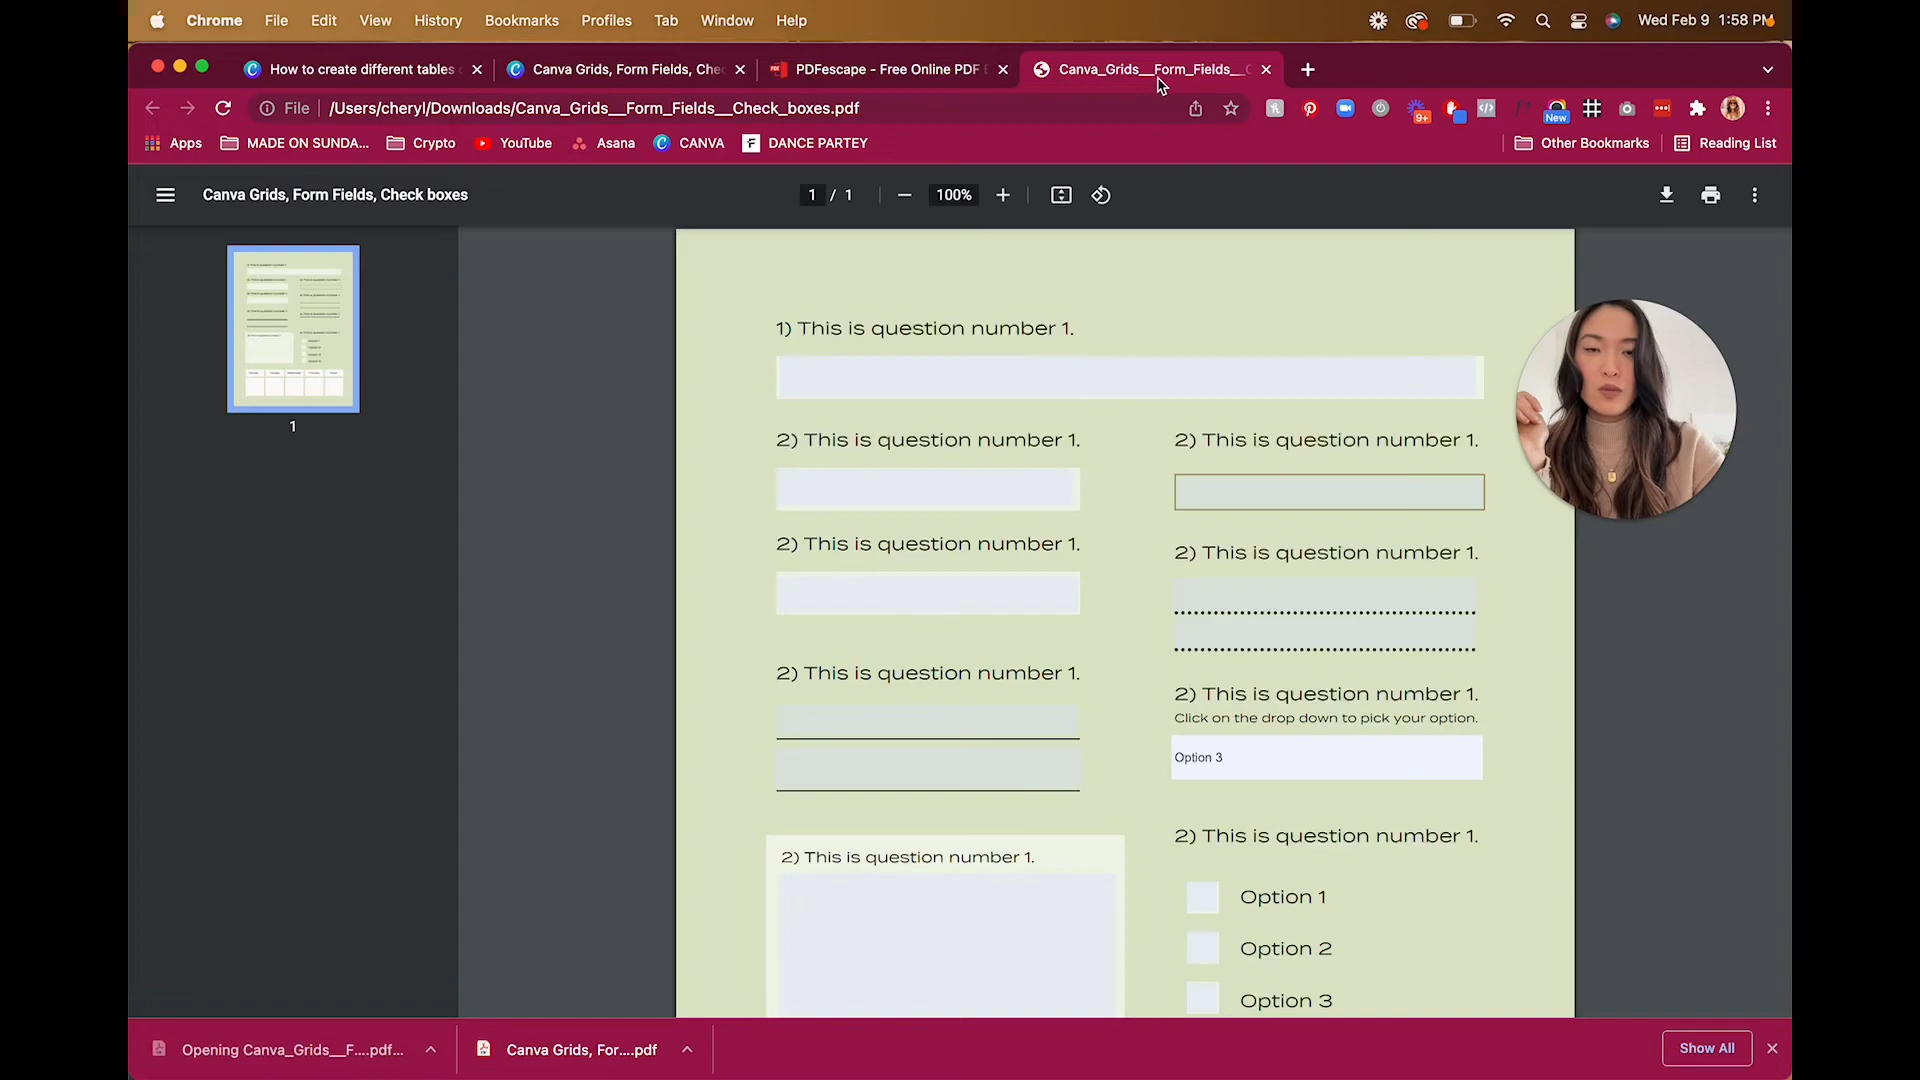 Chrome File Edit View History Bookmarks Profiles Tab Window Help Wed Feb 9 1:58 PM
How to create different tables
Canva Grids, Form Fields, Che
PDFescape - Free Online PDF E
Canva_Grids__Form_Fields__C
File /Users/cheryl/Downloads/Canva_Grids__Form_Fields__Check_boxes.pdf
9+
New
Apps MADE ON SUNDA... Crypto YouTube Asana CANVA DANCE PARTEY Other Bookmarks Reading List
Canva Grids, Form Fields, Check boxes
1 / 1
100%
1
1) This is question number 1.
2) This is question number 1.
2) This is question number 1.
2) This is question number 1.
2) This is question number 1.
2) This is question number 1.
2) This is question number 1.
Click on the drop down to pick your option.
Option 3
2) This is question number 1.
2) This is question number 1.
Option 1
Option 2
Option 3
Opening Canva_Grids__F....pdf...
Canva Grids, For....pdf
Show All